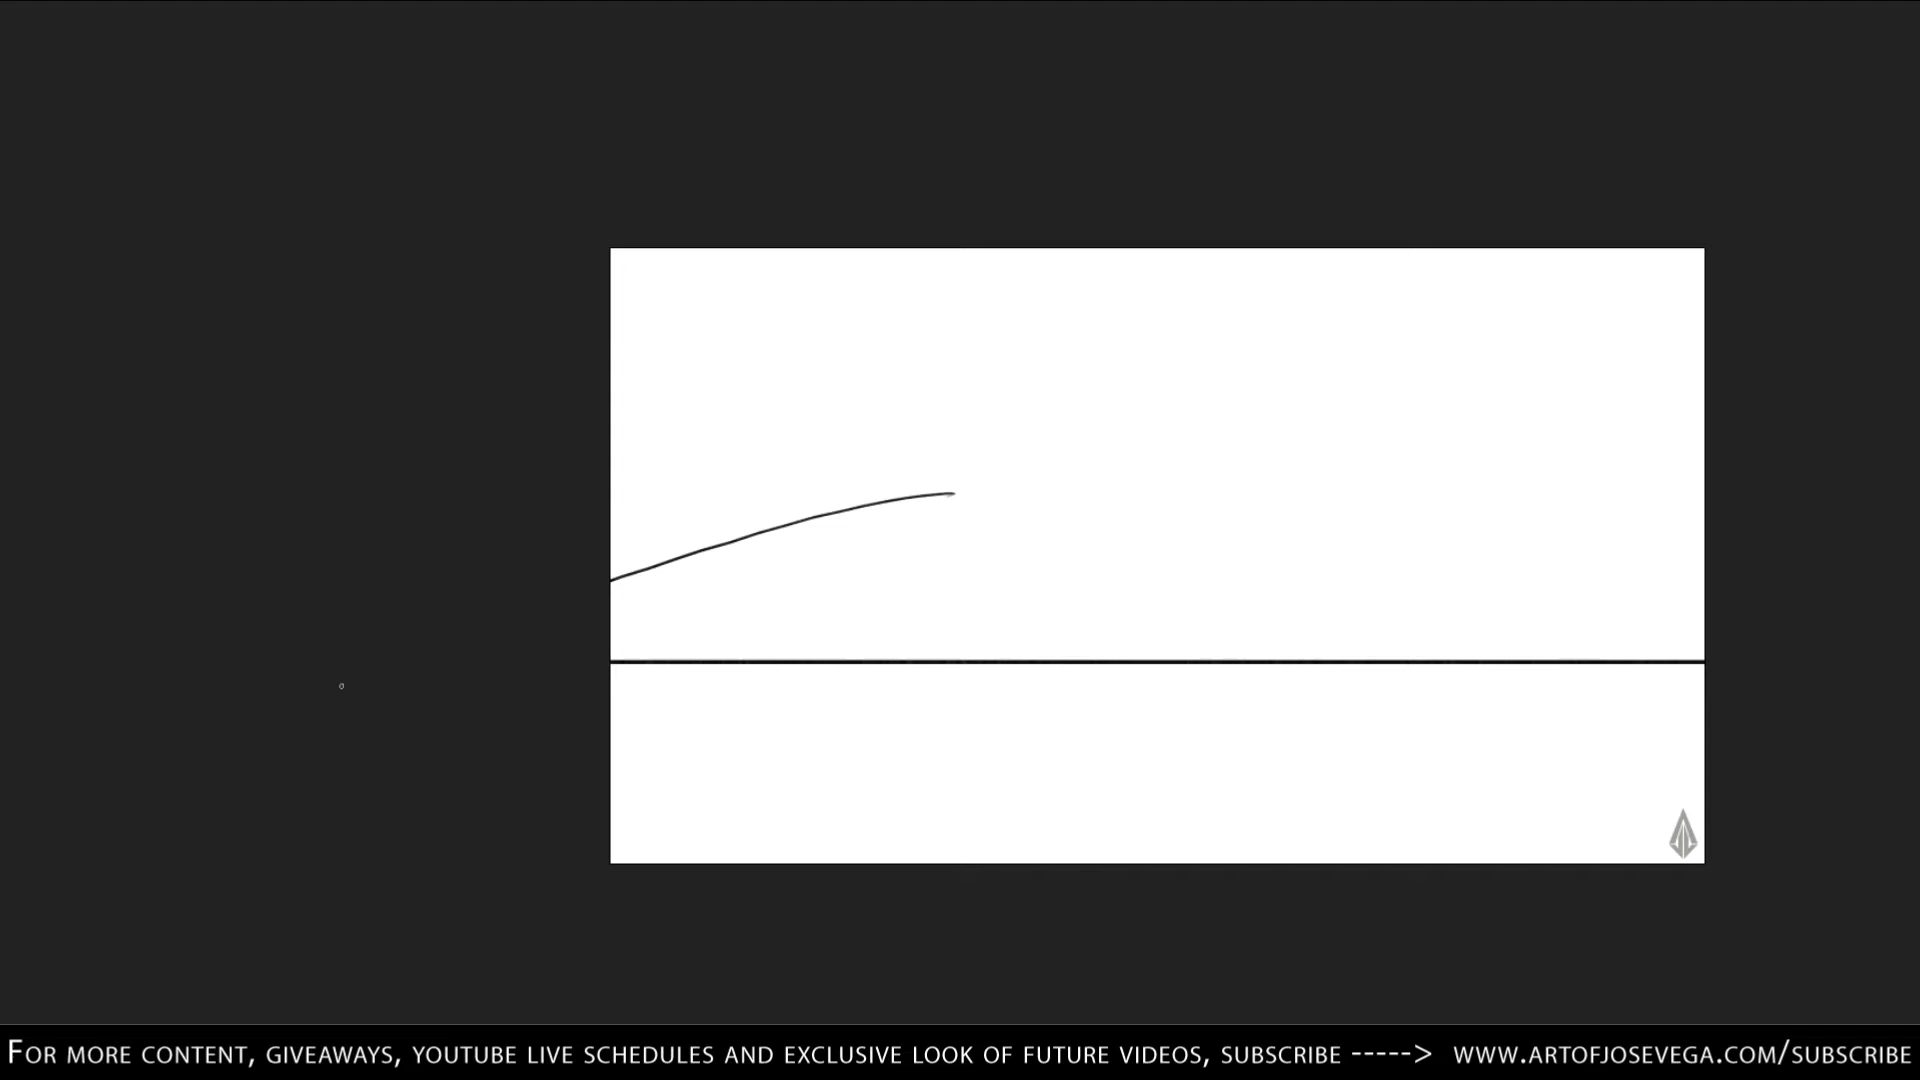 For more content, giveaways, youtube live schedules and exclusive look of future videos, subscribe -----> www.artofjosevega.com/subscribe